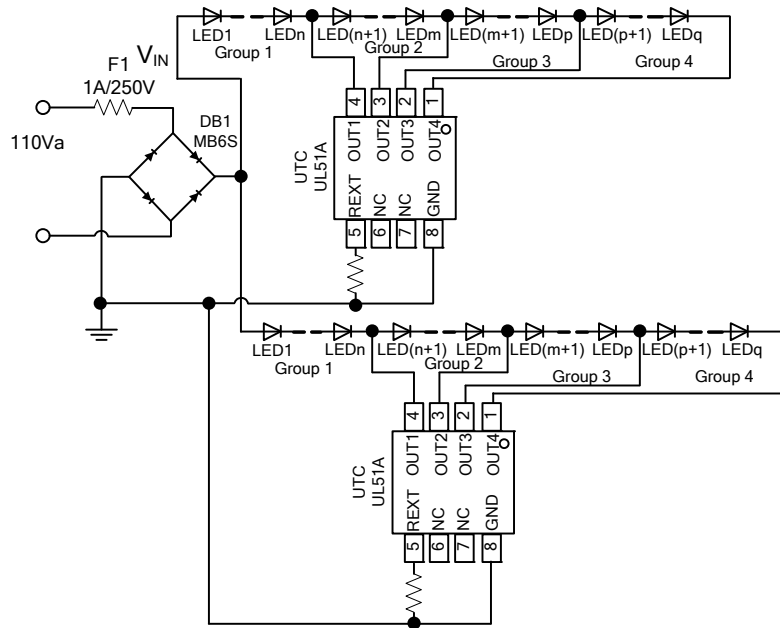 LED1 LEDn LED(n+1) LEDm LED(m+1) LEDp LED(p+1) LEDq
Group 1 Group 2 Group 3 Group 4
F1
1A/250V
VIN
110Va
DB1
MB6S
UTC
UL51A
4 3 2 1
OUT1 OUT2 OUT3 OUT4
REXT NC NC GND
5 6 7 8
LED1 LEDn LED(n+1) LEDm LED(m+1) LEDp LED(p+1) LEDq
Group 1 Group 2 Group 3 Group 4
UTC
UL51A
4 3 2 1
OUT1 OUT2 OUT3 OUT4
REXT NC NC GND
5 6 7 8